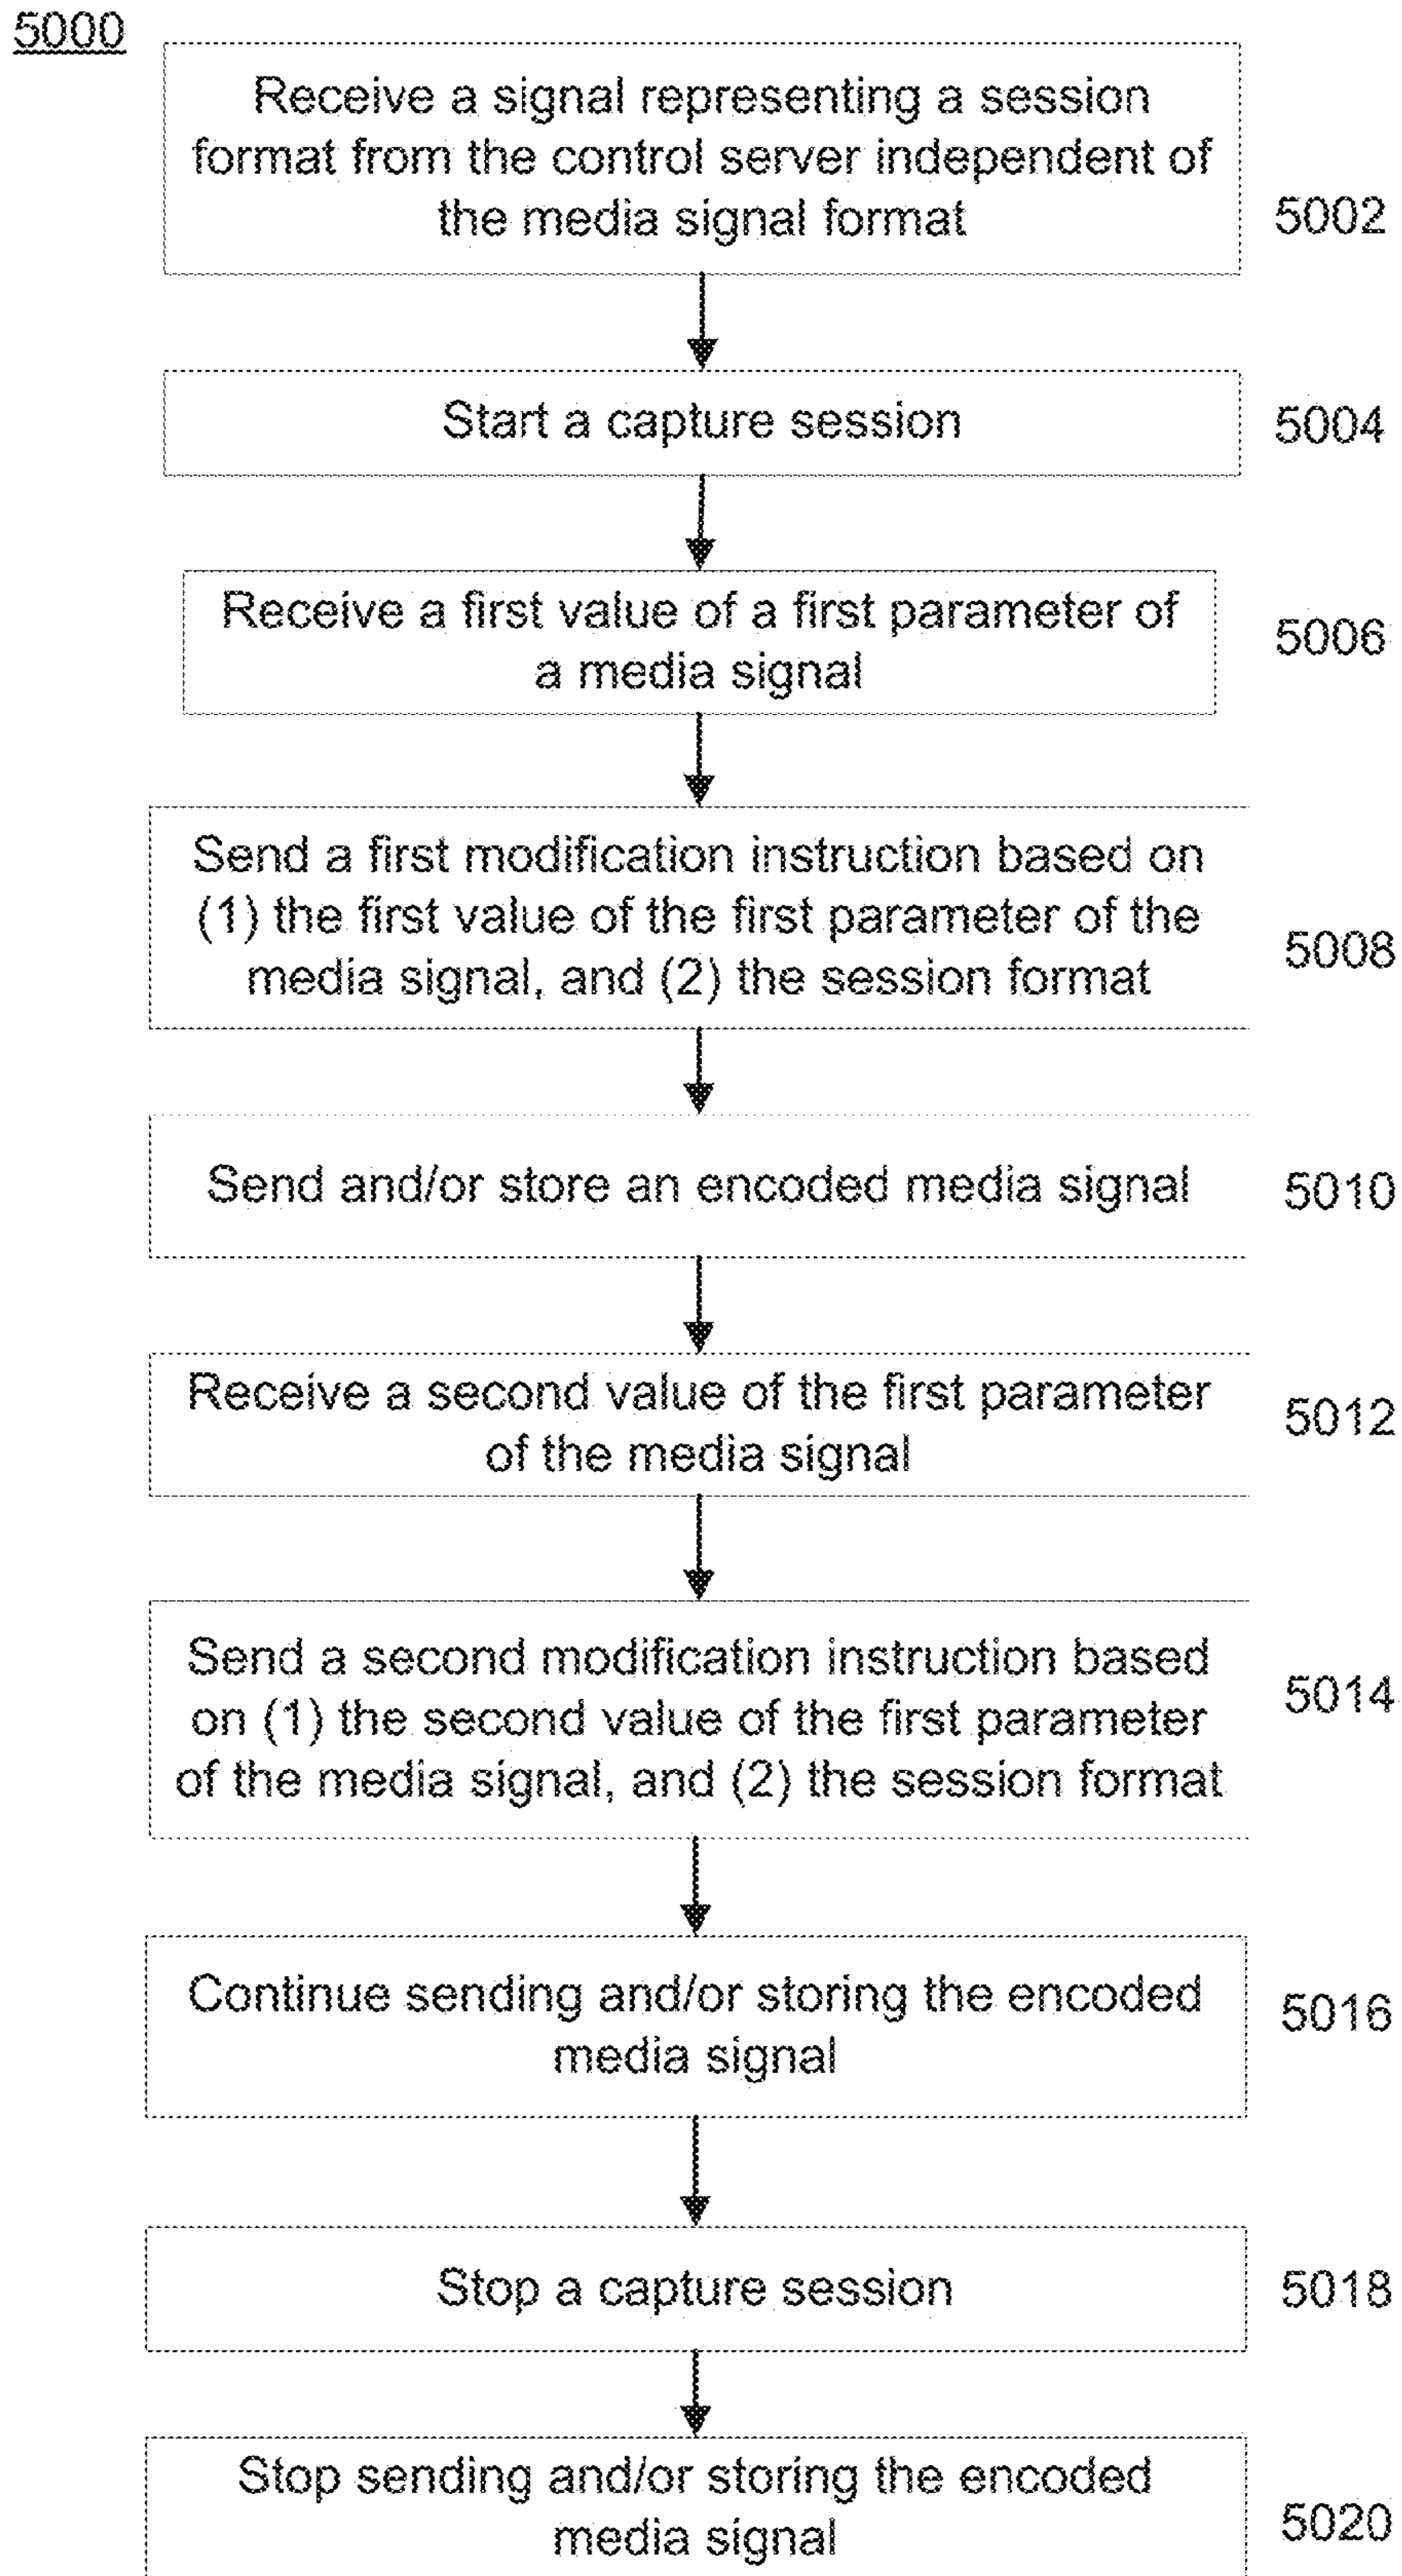 5000
Receive a signal representing a session
format from the control server independent of
the media signal format
5002
Start a capture session
5004
Receive a first value of a first parameter of
a media signal
5006
Send a first modification instruction based on
(1) the first value of the first parameter of the
media signal, and (2) the session format
5008
Send and/or store an encoded media signal
5010
Receive a second value of the first parameter
of the media signal
5012
Send a second modification instruction based
on (1) the second value of the first parameter
of the media signal, and (2) the session format
5014
Continue sending and/or storing the encoded
media signal
5016
Stop a capture session
5018
Stop sending and/or storing the encoded
media signal
5020